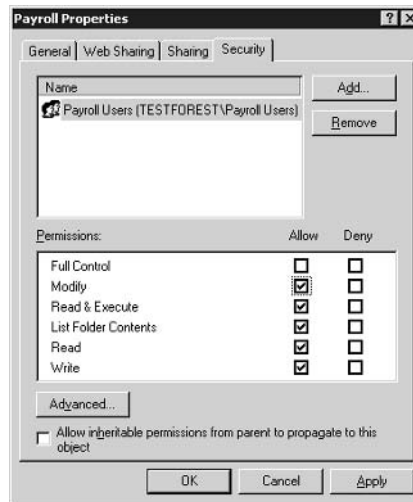 Payroll Properties
General Web Sharing Sharing Security
Name
Payroll Users (TESTFOREST\Payroll Users)
Add...
Remove
Permissions: Allow Deny
Full Control
Modify
Read & Execute
List Folder Contents
Read
Write
Advanced...
Allow inheritable permissions from parent to propagate to this
object
OK Cancel Apply